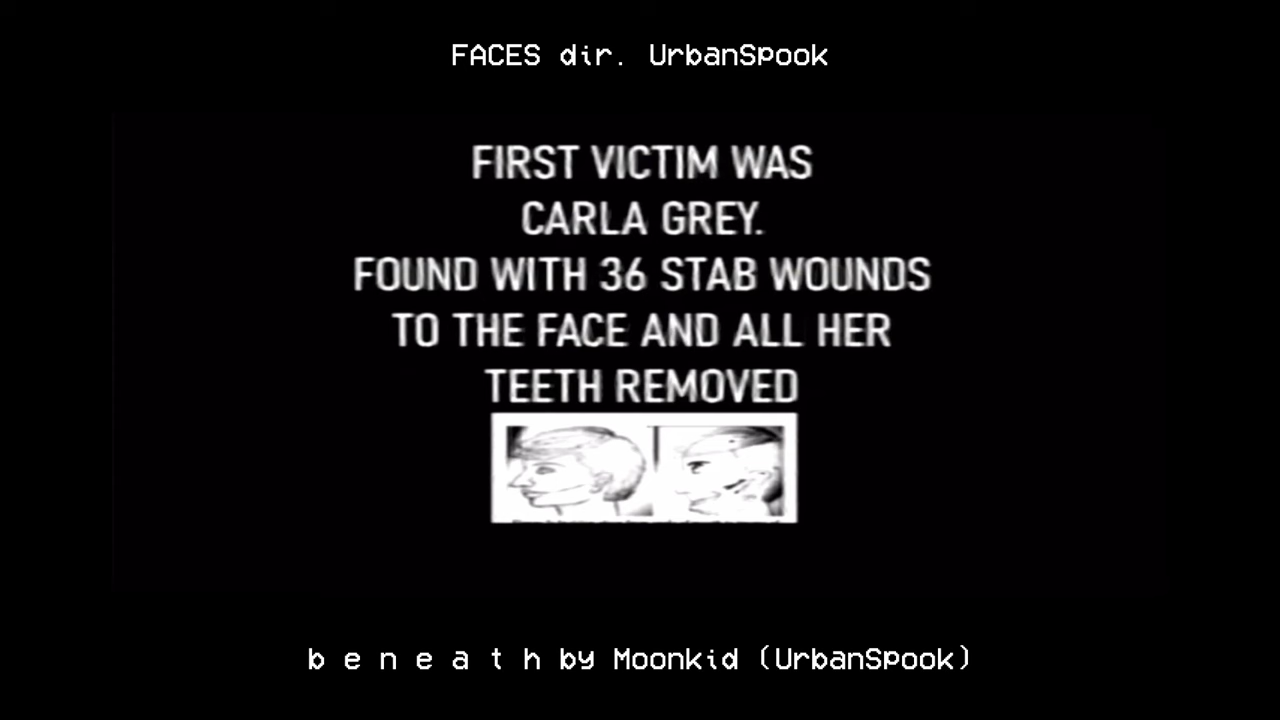 FACES dir. UrbanSpook
FIRST VICTIM WAS
CARLA GREY.
FOUND WITH 36 STAB WOUNDS
TO THE FACE AND ALL HER
TEETH REMOVED
b e n e a t h by Moonkid (UrbanSpook)